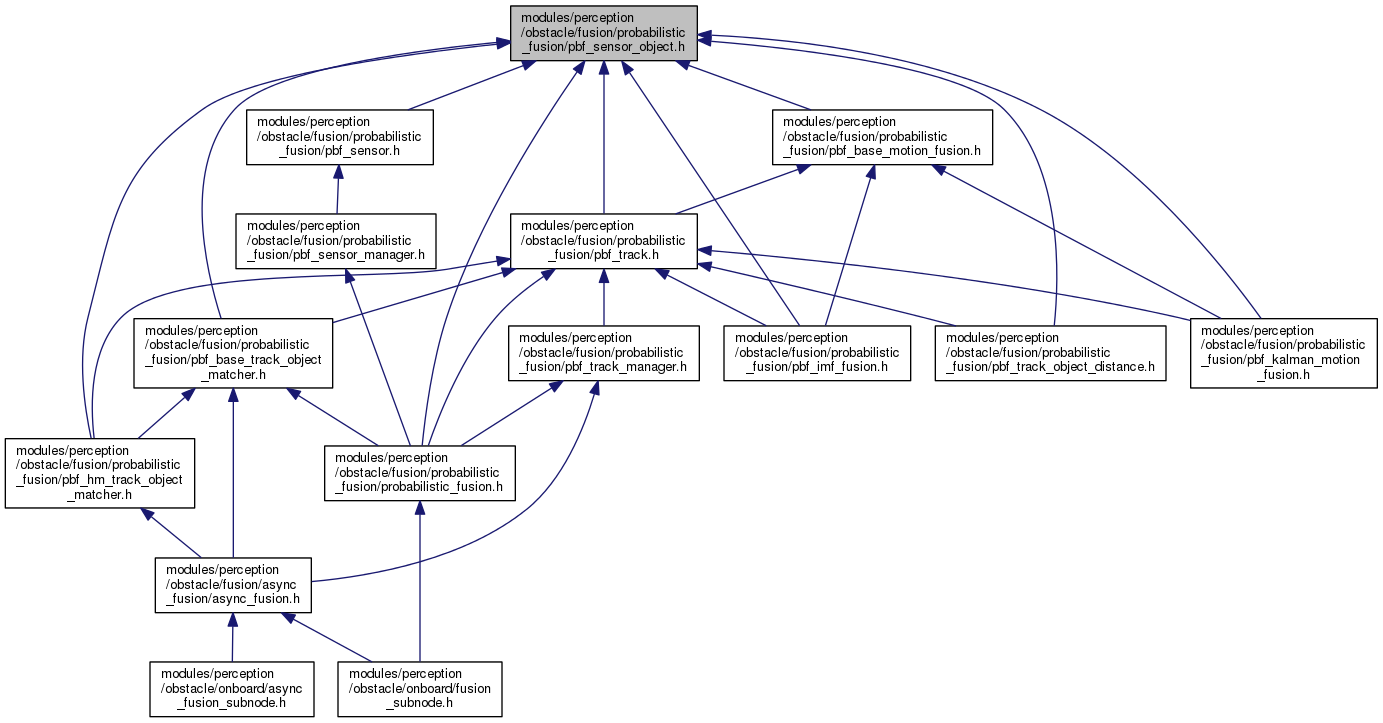 modules/perception
/obstacle/fusion/probabilistic
_fusion/pbf_sensor_object.h
modules/perception
/obstacle/fusion/probabilistic
_fusion/pbf_sensor.h
modules/perception
/obstacle/fusion/probabilistic
_fusion/pbf_base_motion_fusion.h
modules/perception
/obstacle/fusion/probabilistic
_fusion/pbf_sensor_manager.h
modules/perception
/obstacle/fusion/probabilistic
_fusion/pbf_track.h
modules/perception
/obstacle/fusion/probabilistic
_fusion/pbf_base_track_object
_matcher.h
modules/perception
/obstacle/fusion/probabilistic
_fusion/pbf_track_manager.h
modules/perception
/obstacle/fusion/probabilistic
_fusion/pbf_imf_fusion.h
modules/perception
/obstacle/fusion/probabilistic
_fusion/pbf_track_object_distance.h
modules/perception
/obstacle/fusion/probabilistic
_fusion/pbf_kalman_motion
_fusion.h
modules/perception
/obstacle/fusion/probabilistic
_fusion/pbf_hm_track_object
_matcher.h
modules/perception
/obstacle/fusion/probabilistic
_fusion/probabilistic_fusion.h
modules/perception
/obstacle/fusion/async
_fusion/async_fusion.h
modules/perception
/obstacle/onboard/async
_fusion_subnode.h
modules/perception
/obstacle/onboard/fusion
_subnode.h